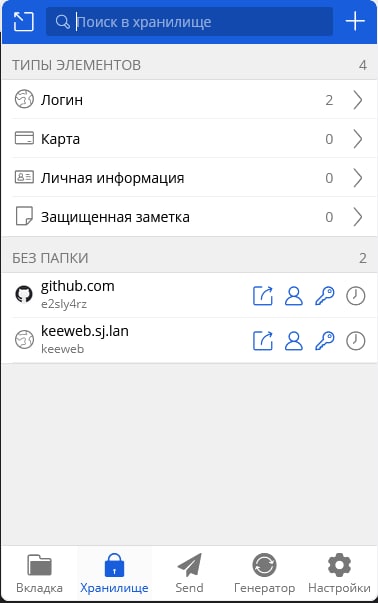 Поиск в хранилище
ТИПЫ ЭЛЕМЕНТОВ 4
Логин 2
Карта 0
Личная информация 0
Защищенная заметка 0
БЕЗ ПАПКИ 2
github.com
e2sly4rz
keeweb.sj.lan
keeweb
Вкладка Хранилище Send Генератор Настройки